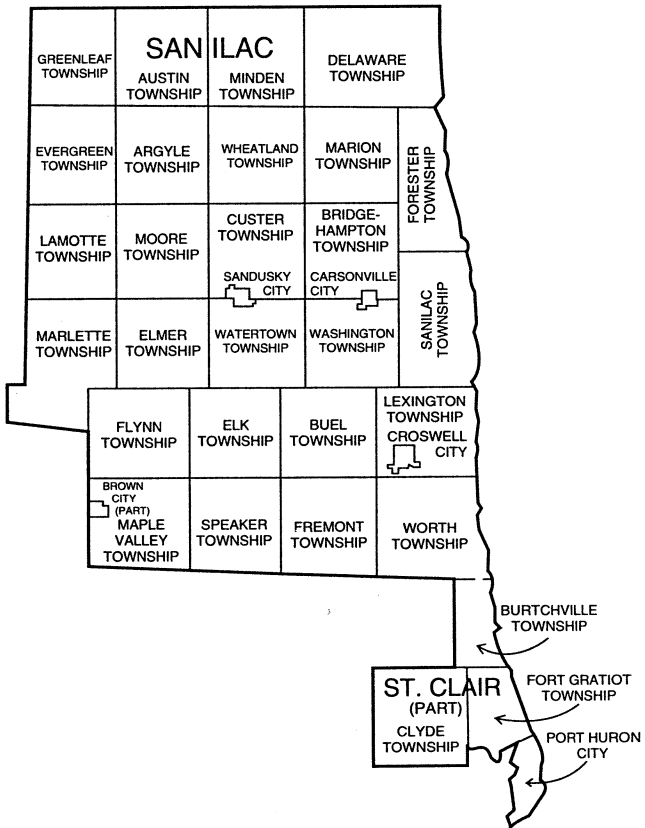 SANILAC
GREENLEAF
TOWNSHIP
AUSTIN
TOWNSHIP
MINDEN
TOWNSHIP
DELAWARE
TOWNSHIP
EVERGREEN
TOWNSHIP
ARGYLE
TOWNSHIP
WHEATLAND
TOWNSHIP
MARION
TOWNSHIP
FORESTER
TOWNSHIP
LAMOTTE
TOWNSHIP
MOORE
TOWNSHIP
CUSTER
TOWNSHIP
BRIDGE-
HAMPTON
TOWNSHIP
SANDUSKY
CITY
CARSONVILLE
CITY
SANILAC
TOWNSHIP
MARLETTE
TOWNSHIP
ELMER
TOWNSHIP
WATERTOWN
TOWNSHIP
WASHINGTON
TOWNSHIP
FLYNN
TOWNSHIP
ELK
TOWNSHIP
BUEL
TOWNSHIP
LEXINGTON
TOWNSHIP
CROSWELL
CITY
BROWN
CITY
(PART)
MAPLE
VALLEY
TOWNSHIP
SPEAKER
TOWNSHIP
FREMONT
TOWNSHIP
WORTH
TOWNSHIP
BURTCHVILLE
TOWNSHIP
ST. CLAIR
(PART)
CLYDE
TOWNSHIP
FORT GRATIOT
TOWNSHIP
PORT HURON
CITY